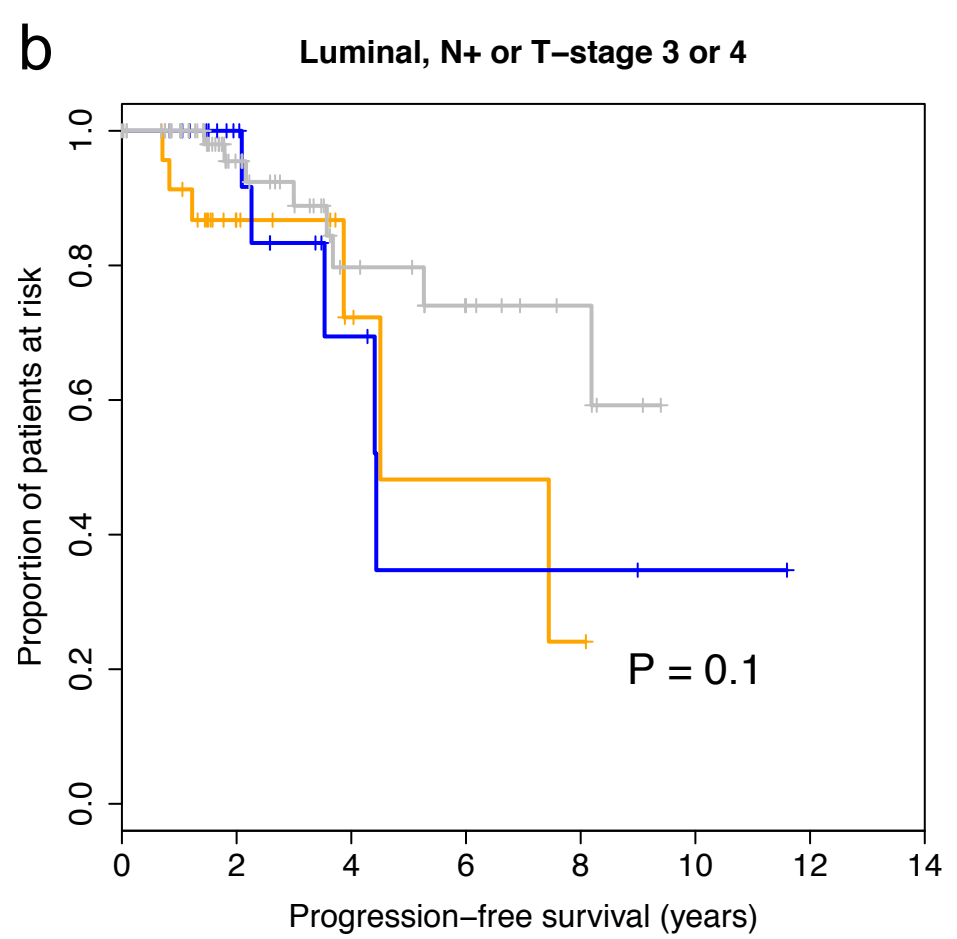 b
Luminal, N+ or T−stage 3 or 4
Proportion of patients at risk
1.0
0.8
0.6
0.4
0.2
0.0
P = 0.1
0 2 4 6 8 10 12 14
Progression−free survival (years)